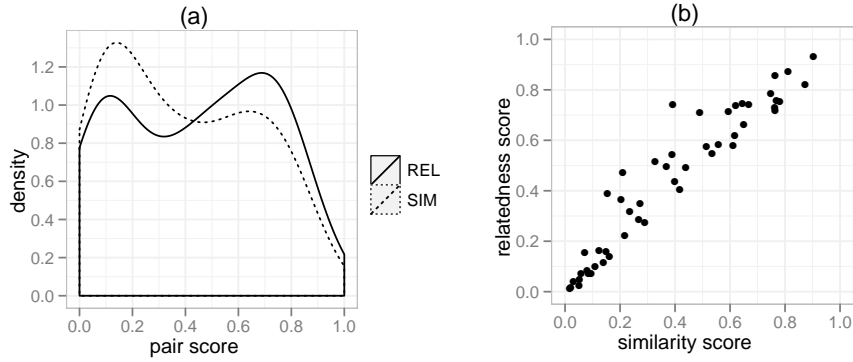 (a)
density
1.2
1.0
0.8
0.6
0.4
0.2
0.0
0.0 0.2 0.4 0.6 0.8 1.0
pair score
REL
SIM
(b)
relatedness score
1.0
0.8
0.6
0.4
0.2
0.0
0.0 0.2 0.4 0.6 0.8 1.0
similarity score